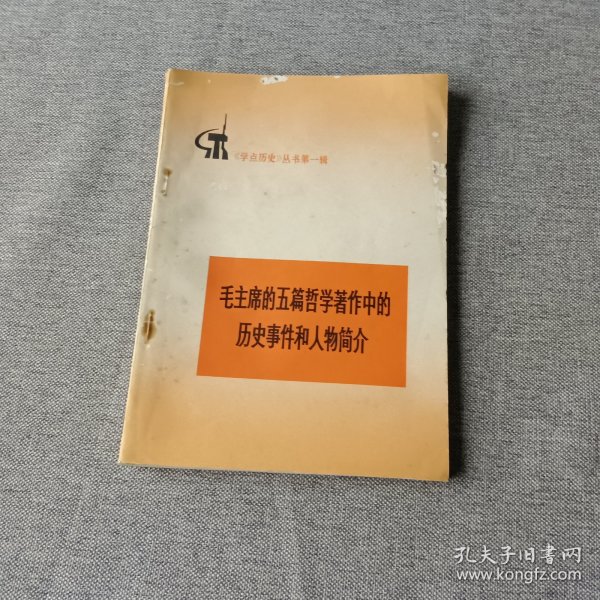 《学点历史》丛书第一辑
毛主席的五篇哲学著作中的
历史事件和人物简介
孔夫子旧书网
www.kongfz.com